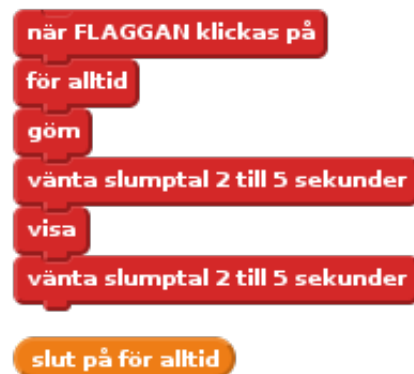 när FLAGGAN klickas på
för alltid
göm
vänta slumptal 2 till 5 sekunder
visa
vänta slumptal 2 till 5 sekunder
slut på för alltid